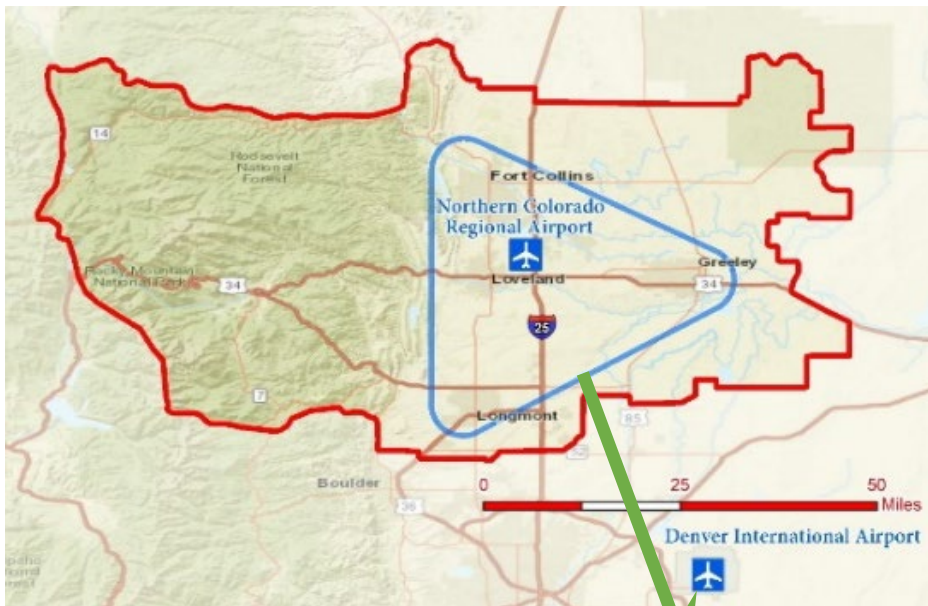 14
Roosevelt
National
Forest
Fort Collins
Northern Colorado
Regional Airport
Greeley
Rocky Mountain
National Park
34
Loveland
34
25
7
Longmont
85
52
Boulder
36
0 25 50
Miles
Denver International Airport